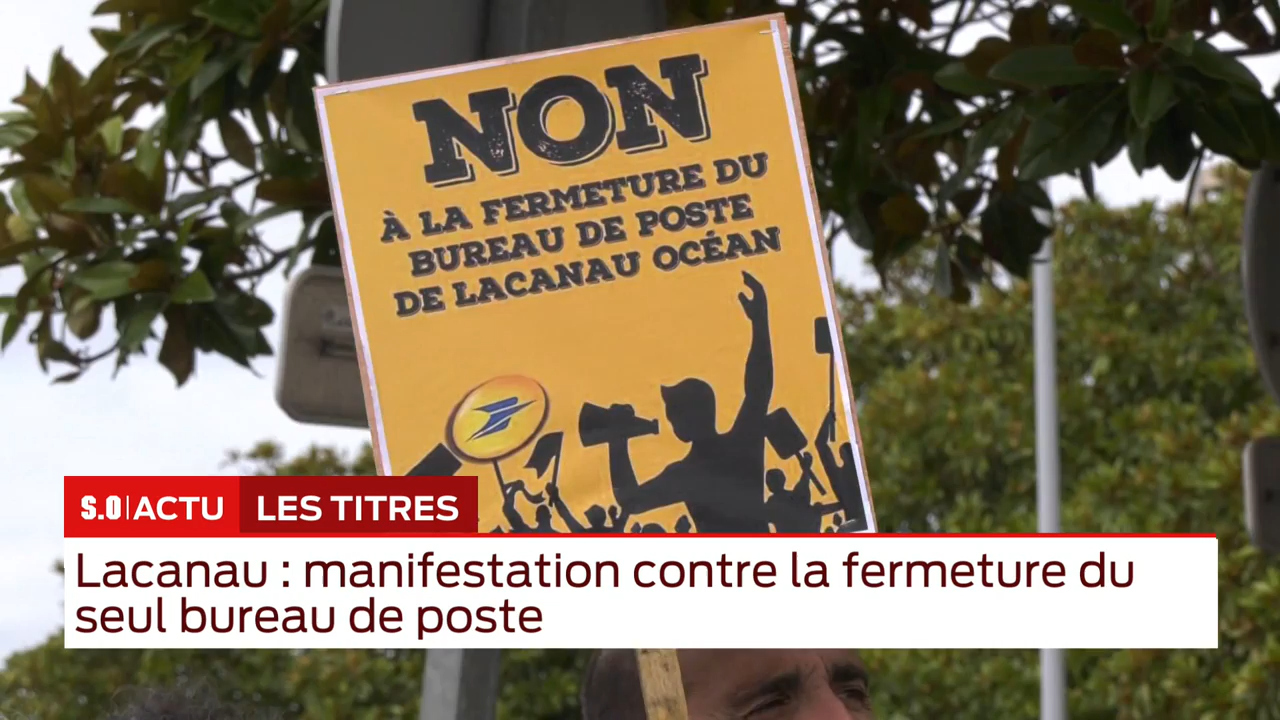 NON
À LA FERMETURE DU
BUREAU DE POSTE
DE LACANAU OCÉAN
S.O ACTU LES TITRES
Lacanau : manifestation contre la fermeture du
seul bureau de poste